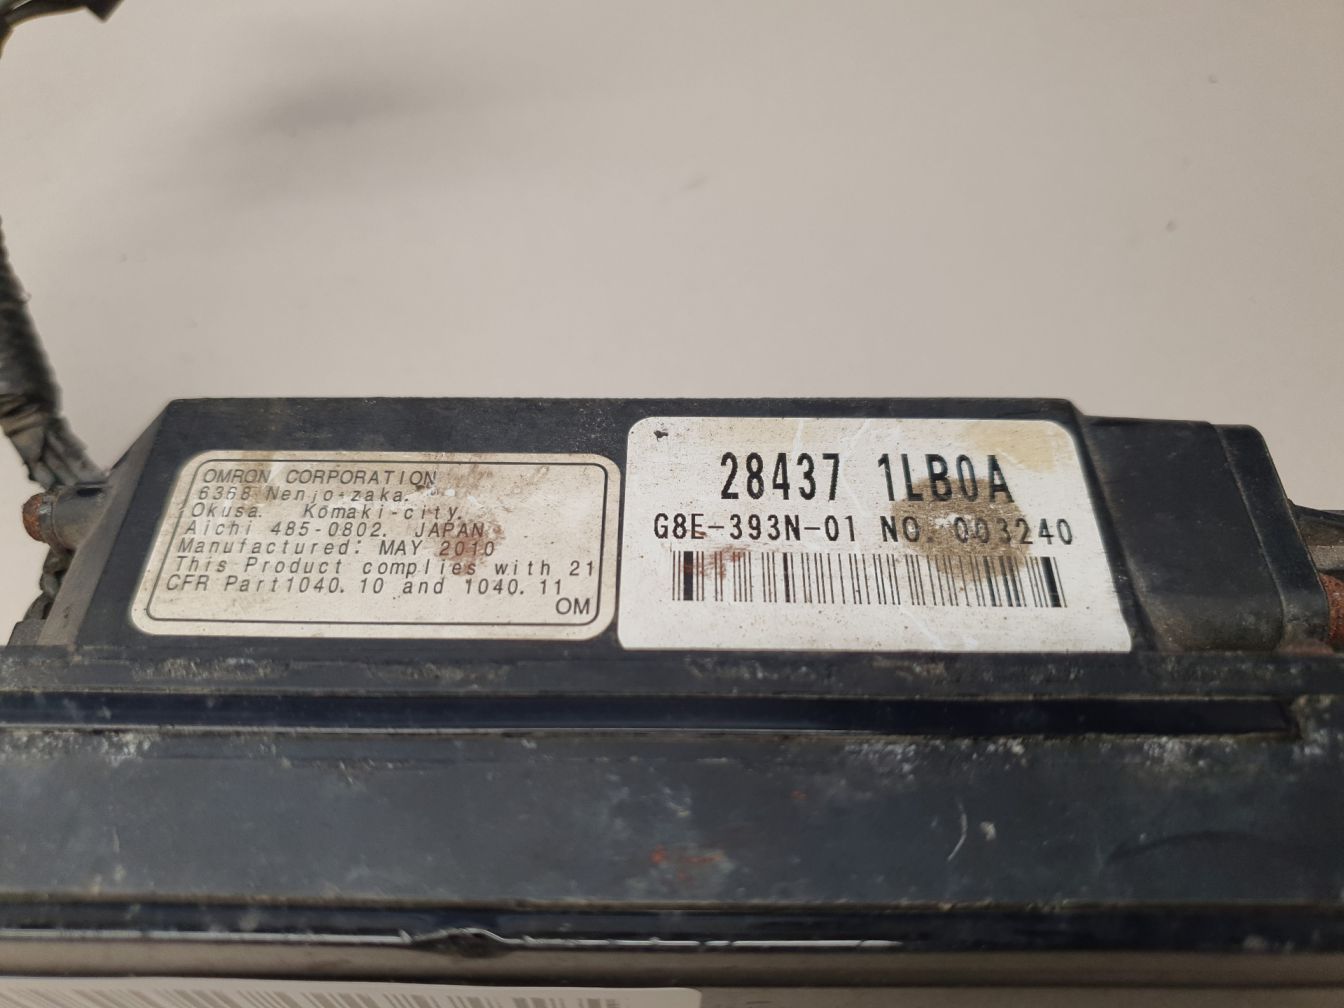 OMRON CORPORATION
6368 Nenjo-zaka.
Okusa. Komaki-city.
Aichi 485-0802. JAPAN
Manufactured: MAY 2010
This Product complies with 21
CFR Part1040.10 and 1040.11
OM
28437 1LB0A
G8E-393N-01 NO. 003240